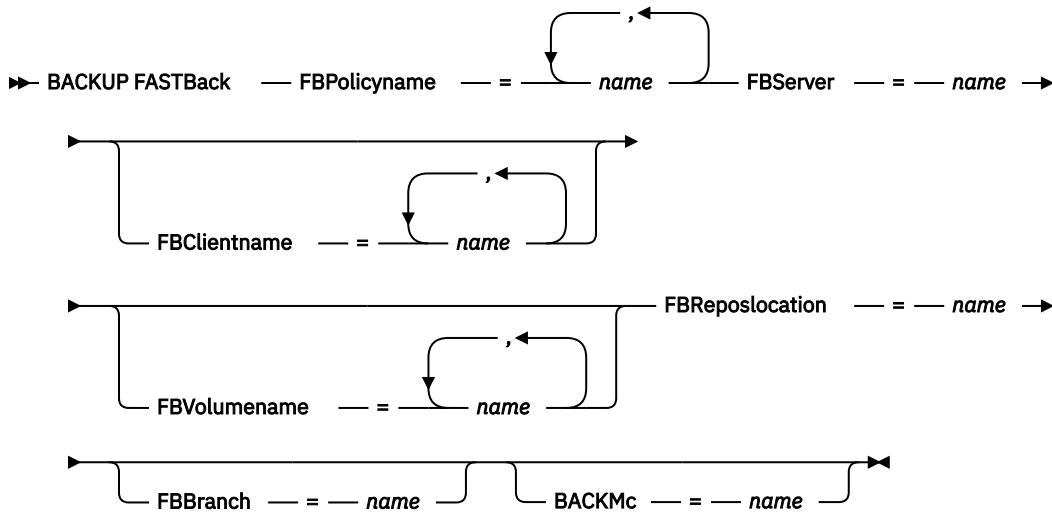 ,
BACKUP FASTBack FBPolicyname = name FBServer = name
,
FBClientname = name
FBReposlocation = name
,
FBVolumename = name
FBBranch = name BACKMc = name